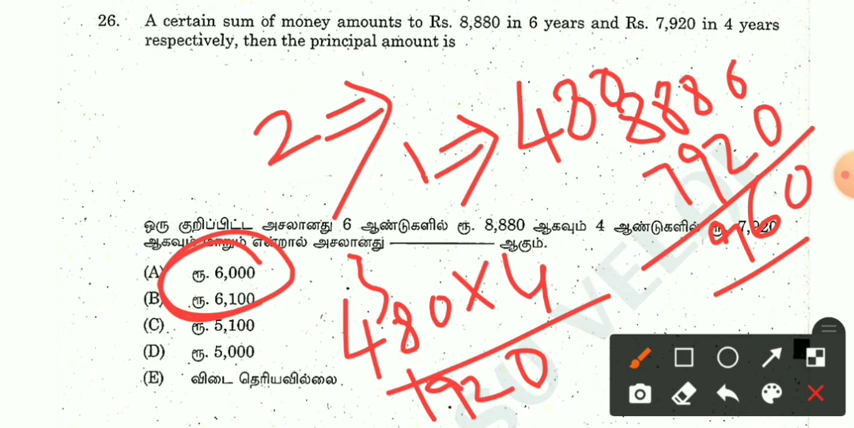 26. A certain sum of money amounts to Rs. 8,880 in 6 years and Rs. 7,920 in 4 years
respectively, then the principal amount is
2 ⇒ 1 ⇒ 480
8880
7920
960
ஒரு குறிப்பிட்ட அசலானது 6 ஆண்டுகளில் ரூ. 8,880 ஆகவும் 4 ஆண்டுகளில் ரூ. 7,920
ஆகவும் மாறும் என்றால் அசலானது ஆகும்.
(A) ரூ. 6,000
(B) ரூ. 6,100
(C) ரூ. 5,100
(D) ரூ. 5,000
(E) விடை தெரியவில்லை
480 × 4
1920